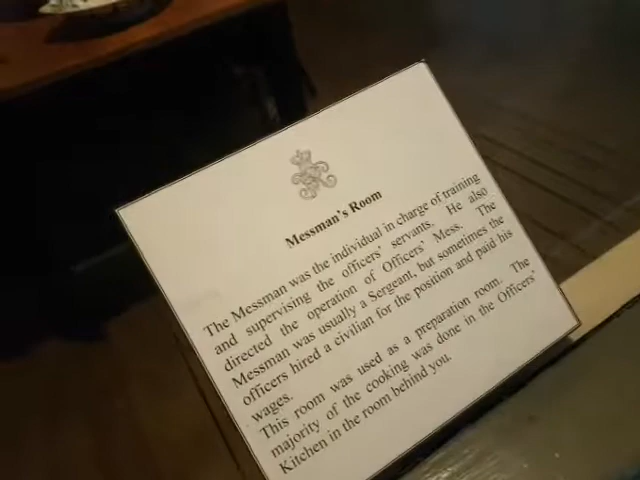 Messman's Room
The Messman was the individual in charge of training
and supervising the officers' servants. He also
directed the operation of Officers' Mess. The
Messman was usually a Sergeant, but sometimes the
officers hired a civilian for the position and paid his
wages.
This room was used as a preparation room. The
majority of the cooking was done in the Officers'
Kitchen in the room behind you.